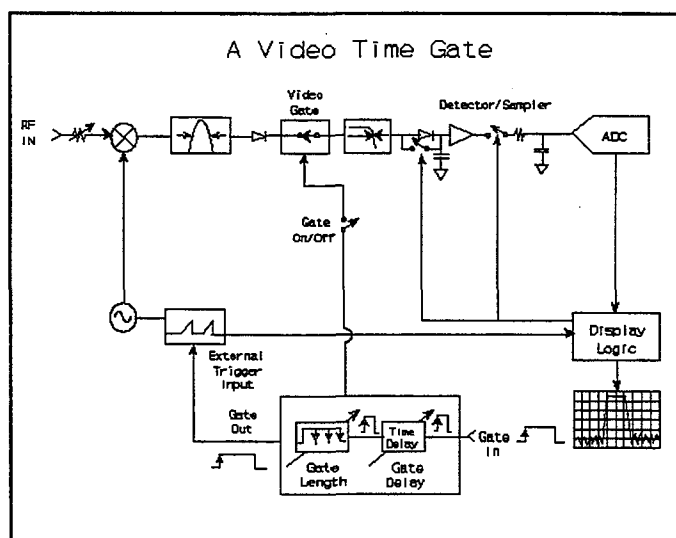 A Video Time Gate
Video
Gate
Detector/Sampler
RF
IN
ADC
Gate
On/Off
Display
Logic
External
Trigger
Input
Gate
Out
Time
Delay
Gate
In
Gate
Length
Gate
Delay